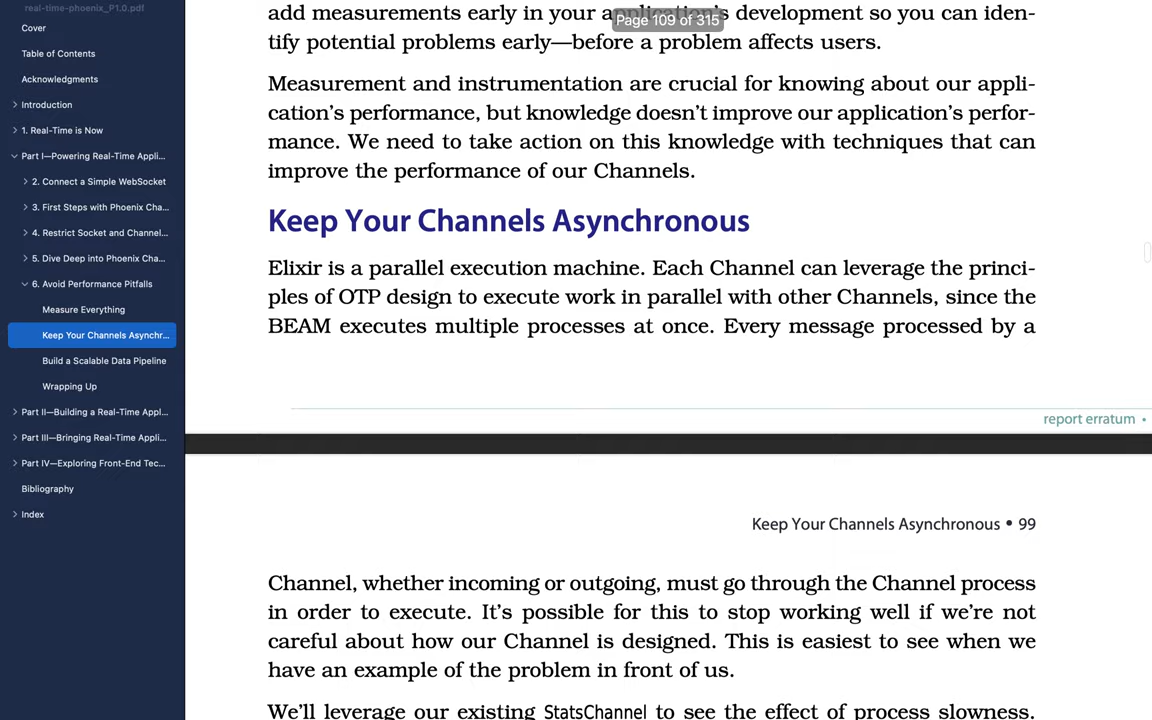 real-time-phoenix_P1.0.pdf
Cover
Table of Contents
Acknowledgments
Introduction
1. Real-Time is Now
Part I—Powering Real-Time Appli...
2. Connect a Simple WebSocket
3. First Steps with Phoenix Cha...
4. Restrict Socket and Channel...
5. Dive Deep into Phoenix Cha...
6. Avoid Performance Pitfalls
Measure Everything
Keep Your Channels Asynchr...
Build a Scalable Data Pipeline
Wrapping Up
Part II—Building a Real-Time Appl...
Part III—Bringing Real-Time Appli...
Part IV—Exploring Front-End Tec...
Bibliography
Index
Page 109 of 315
add measurements early in your application's development so you can iden-
tify potential problems early—before a problem affects users.
Measurement and instrumentation are crucial for knowing about our appli-
cation's performance, but knowledge doesn't improve our application's perfor-
mance. We need to take action on this knowledge with techniques that can
improve the performance of our Channels.
Keep Your Channels Asynchronous
Elixir is a parallel execution machine. Each Channel can leverage the princi-
ples of OTP design to execute work in parallel with other Channels, since the
BEAM executes multiple processes at once. Every message processed by a
report erratum •
Keep Your Channels Asynchronous • 99
Channel, whether incoming or outgoing, must go through the Channel process
in order to execute. It's possible for this to stop working well if we're not
careful about how our Channel is designed. This is easiest to see when we
have an example of the problem in front of us.
We'll leverage our existing StatsChannel to see the effect of process slowness.